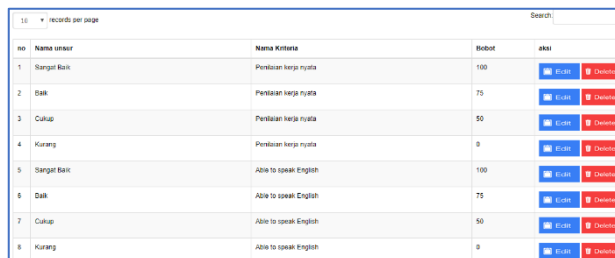 10 records per page Search:
no Nama unsur Nama Kriteria Bobot aksi
1 Sangat Baik Penilaian kerja nyata 100 Edit Delete
2 Baik Penilaian kerja nyata 75 Edit Delete
3 Cukup Penilaian kerja nyata 50 Edit Delete
4 Kurang Penilaian kerja nyata 0 Edit Delete
5 Sangat Baik Able to speak English 100 Edit Delete
6 Baik Able to speak English 75 Edit Delete
7 Cukup Able to speak English 50 Edit Delete
8 Kurang Able to speak English 0 Edit Delete